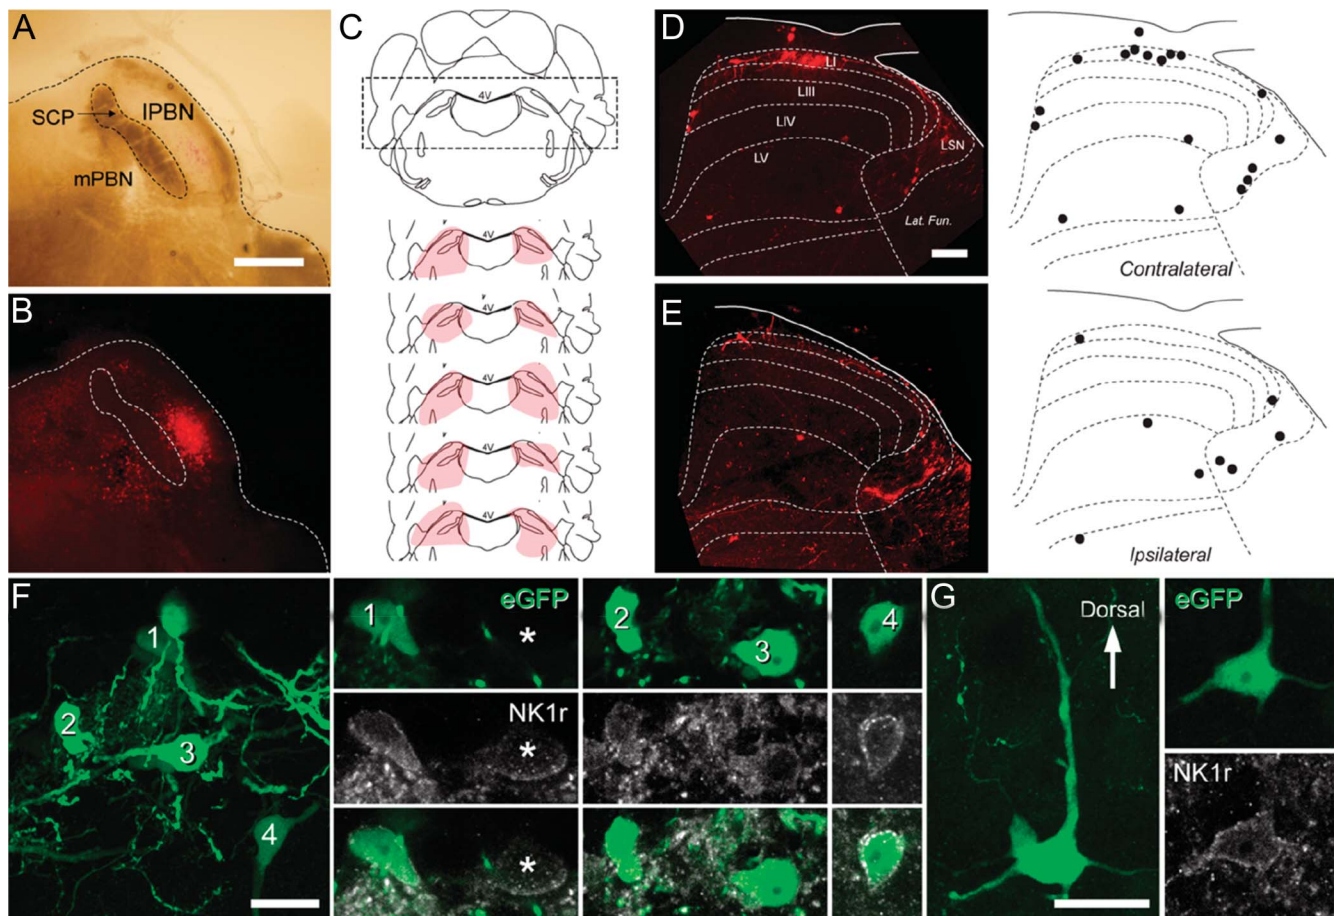 A
SCP
lPBN
mPBN
B
C
4V
4V
4V
4V
4V
4V
D
LI
LIII
LIV
LV
LSN
Lat. Fun.
Contralateral
E
Ipsilateral
F
1
2
3
4
1
eGFP
*
2
3
4
NK1r
*
*
G
Dorsal
eGFP
NK1r